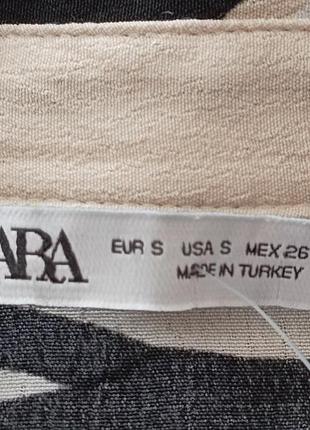 ARA EUR S USA S MEX 26
MADE IN TURKEY